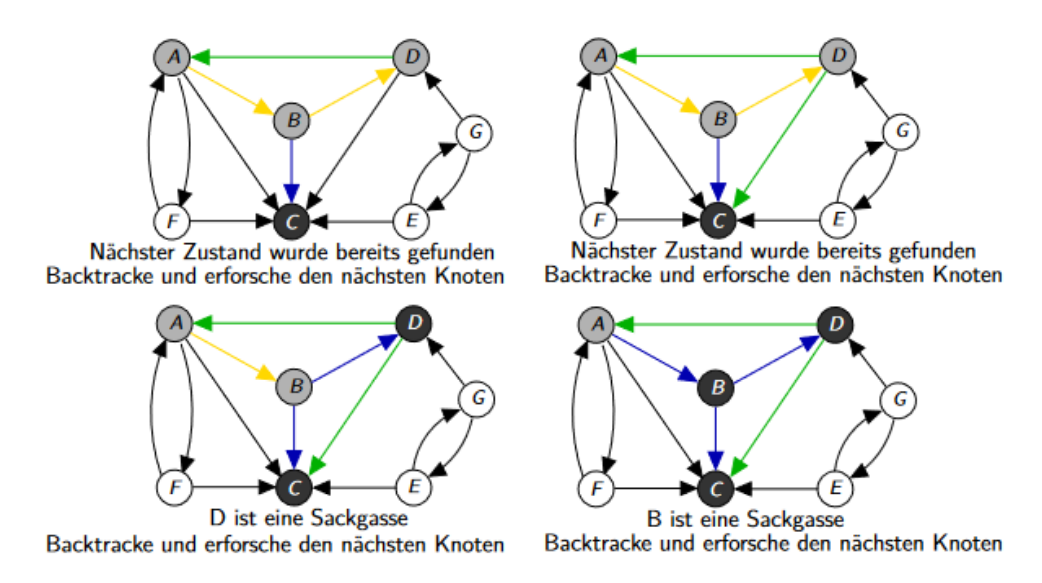 A
D
B
G
F
C
E
Nächster Zustand wurde bereits gefunden
Backtracke und erforsche den nächsten Knoten
A
D
B
G
F
C
E
Nächster Zustand wurde bereits gefunden
Backtracke und erforsche den nächsten Knoten
A
D
B
G
F
C
E
D ist eine Sackgasse
Backtracke und erforsche den nächsten Knoten
A
D
B
G
F
C
E
B ist eine Sackgasse
Backtracke und erforsche den nächsten Knoten